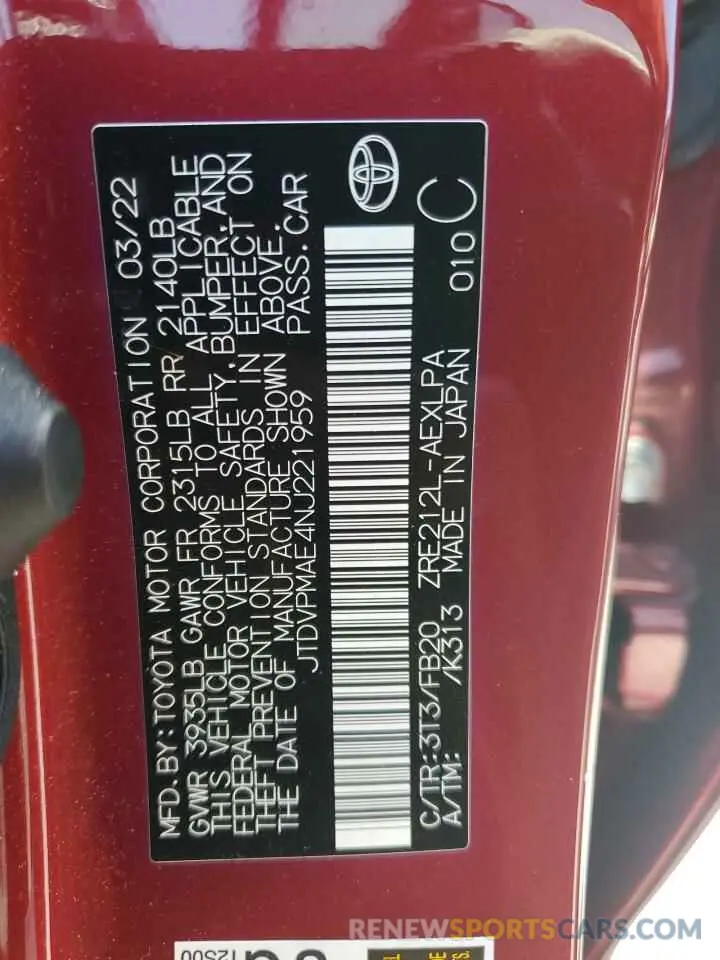 MFD.BY:TOYOTA MOTOR CORPORATION 03/22
GVWR 3935LB GAWR FR 2315LB RR 2140LB
THIS VEHICLE CONFORMS TO ALL APPLICABLE
FEDERAL MOTOR VEHICLE SAFETY,BUMPER,AND
THEFT PREVENTION STANDARDS IN EFFECT ON
THE DATE OF MANUFACTURE SHOWN ABOVE.
JTDVPMAE4NJ221959 PASS.CAR
C/TR:3T3/FB20 ZRE212L-AEXLPA 010 C
A/TM: /K313 MADE IN JAPAN
RENEWSPORTSCARS.COM